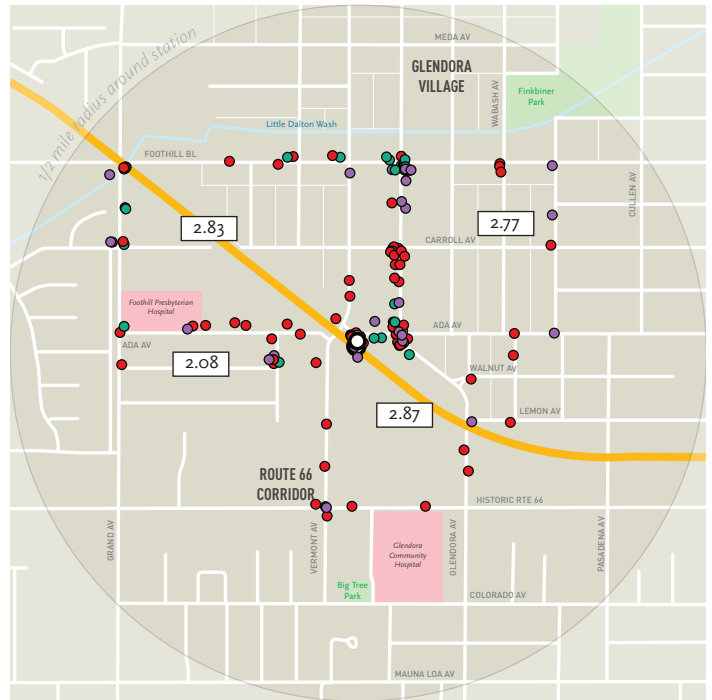 MEDA AV
GLENDORA
VILLAGE
WABASH AV
Finkbiner
Park
1/2 mile radius around station
Little Dalton Wash
FOOTHILL BL
CULLEN AV
2.83
2.77
CARROLL AV
Foothill Presbyterian
Hospital
ADA AV
ADA AV
2.08
WALNUT AV
2.87
LEMON AV
ROUTE 66
CORRIDOR
HISTORIC RTE 66
GRAND AV
VERMONT AV
Glendora
Community
Hospital
GLENDORA AV
PASADENA AV
Big Tree
Park
COLORADO AV
MAUNA LOA AV